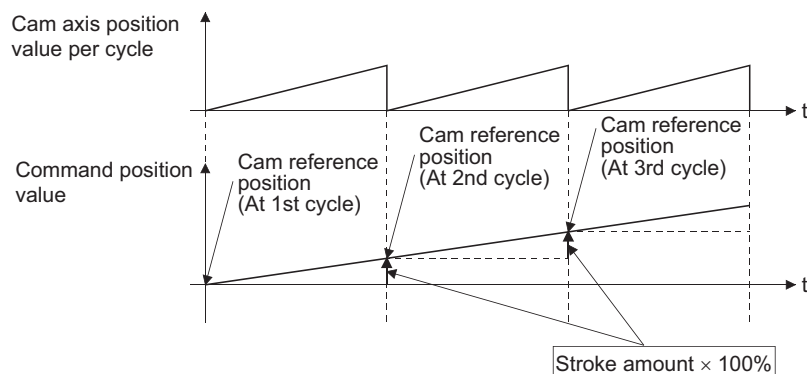 Cam axis position
value per cycle
t
Cam reference
position
(At 2nd cycle)
Cam reference
position
(At 3rd cycle)
Command position
value
Cam reference
position
(At 1st cycle)
t
Stroke amount × 100%